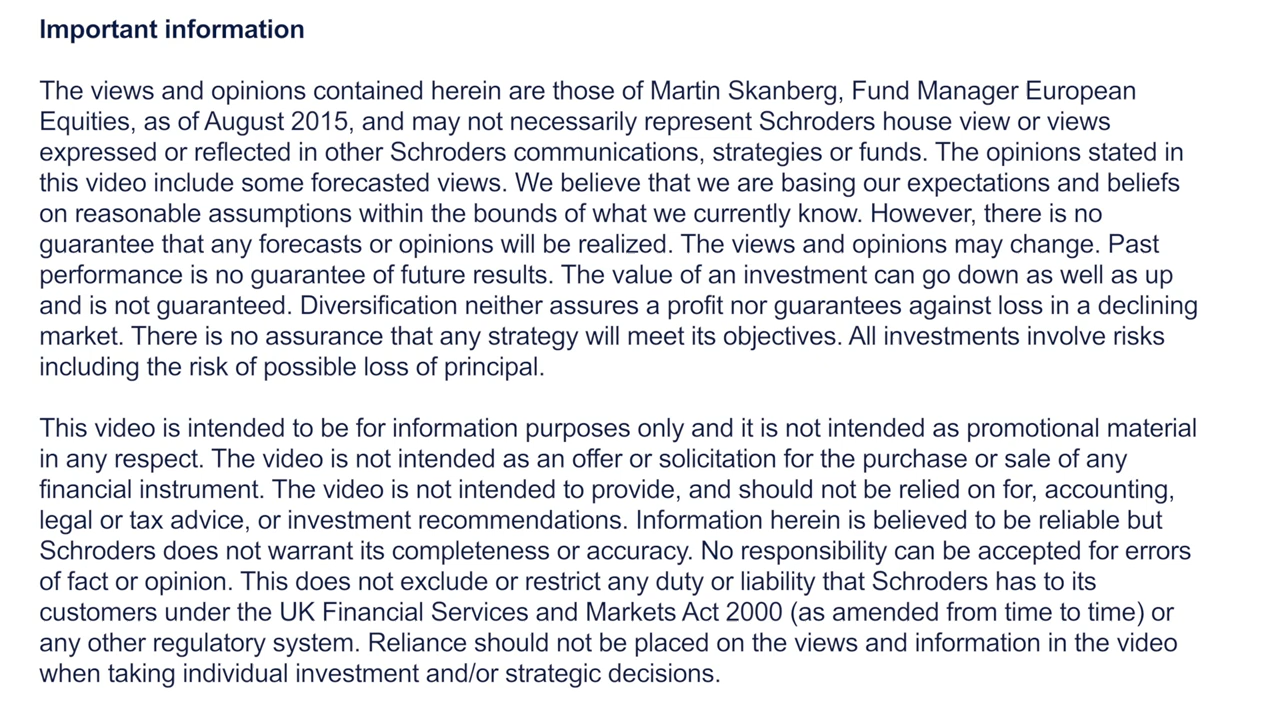 Important information
The views and opinions contained herein are those of Martin Skanberg, Fund Manager European
Equities, as of August 2015, and may not necessarily represent Schroders house view or views
expressed or reflected in other Schroders communications, strategies or funds. The opinions stated in
this video include some forecasted views. We believe that we are basing our expectations and beliefs
on reasonable assumptions within the bounds of what we currently know. However, there is no
guarantee that any forecasts or opinions will be realized. The views and opinions may change. Past
performance is no guarantee of future results. The value of an investment can go down as well as up
and is not guaranteed. Diversification neither assures a profit nor guarantees against loss in a declining
market. There is no assurance that any strategy will meet its objectives. All investments involve risks
including the risk of possible loss of principal.
This video is intended to be for information purposes only and it is not intended as promotional material
in any respect. The video is not intended as an offer or solicitation for the purchase or sale of any
financial instrument. The video is not intended to provide, and should not be relied on for, accounting,
legal or tax advice, or investment recommendations. Information herein is believed to be reliable but
Schroders does not warrant its completeness or accuracy. No responsibility can be accepted for errors
of fact or opinion. This does not exclude or restrict any duty or liability that Schroders has to its
customers under the UK Financial Services and Markets Act 2000 (as amended from time to time) or
any other regulatory system. Reliance should not be placed on the views and information in the video
when taking individual investment and/or strategic decisions.